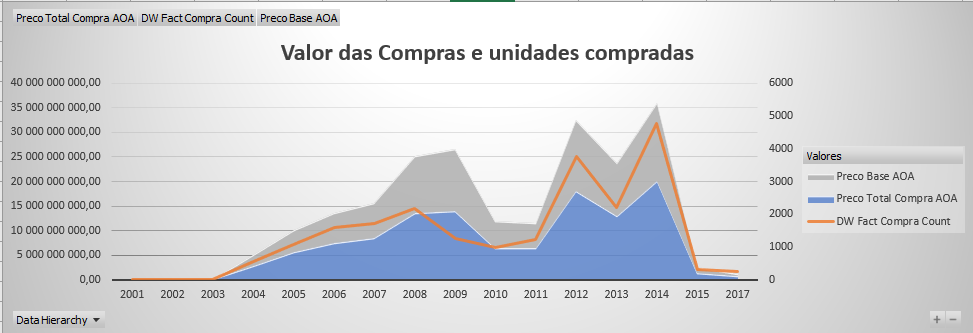 Preco Total Compra AOA DW Fact Compra Count Preco Base AOA
Valor das Compras e unidades compradas
40 000 000 000,00 6000
35 000 000 000,00 5000
30 000 000 000,00
25 000 000 000,00 4000
20 000 000 000,00 3000
15 000 000 000,00 2000
10 000 000 000,00
5 000 000 000,00 1000
0,00 0
2001 2002 2003 2004 2005 2006 2007 2008 2009 2010 2011 2012 2013 2014 2015 2017
Valores
Preco Base AOA
Preco Total Compra AOA
DW Fact Compra Count
Data Hierarchy